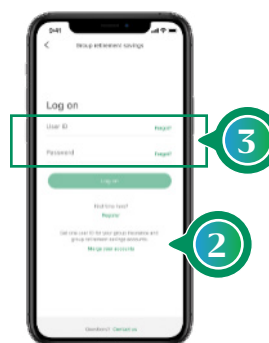 9:41
Group retirement savings
Log on
User ID
Forgot?
3
Password
Forgot?
Log on
First time here?
Register
2
Get one User ID for your group insurance and
group retirement savings accounts.
Merge your accounts
Questions? Contact us